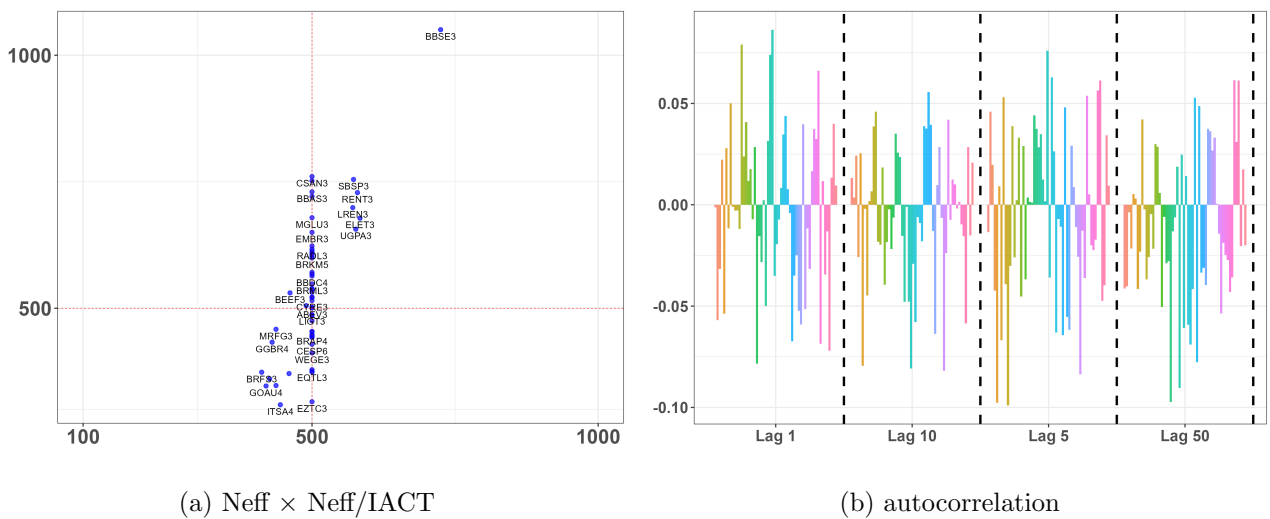 1000
500
100
500
1000
BBSE3
CSAN3
BBAS3
SBSP3
RENT3
LREN3
ELET3
UGPA3
MGLU3
EMBR3
RADL3
BRKM5
BBDC4
BRML3
BEEF3
ABEV3
LIGT3
MRFG3
GGBR4
BRAP4
CESP6
WEGE3
BRFS3
EQTL3
GOAU4
ITSA4
EZTC3
(a) Neff × Neff/IACT
0.05
0.00
-0.05
-0.10
Lag 1
Lag 10
Lag 5
Lag 50
(b) autocorrelation